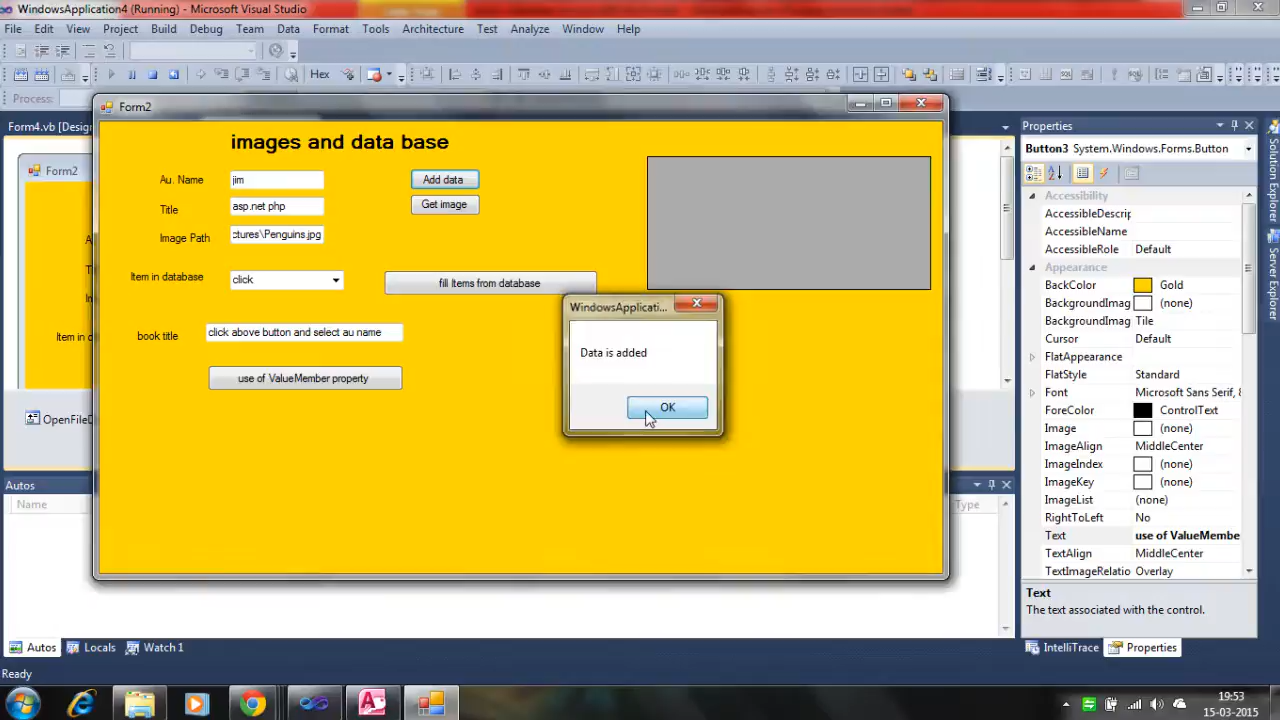 WindowsApplication4 (Running) - Microsoft Visual Studio
File Edit View Project Build Debug Team Data Format Tools Architecture Test Analyze Window Help
Hex
Process:
Form4.vb [Desig
Form2
Form2
images and data base
Au. Name jim Add data
Title asp.net php Get image
Image Path ctures\Penguins.jpg
Item in database click fill Items from database
book title click above button and select au name
use of ValueMember property
A
T
Ima
Item in d
OpenFileD
WindowsApplicati...
Data is added
OK
Autos
Name Type
Autos Locals Watch 1
Ready
Properties
Button3 System.Windows.Forms.Button
Accessibility
AccessibleDescrip
AccessibleName
AccessibleRole Default
Appearance
BackColor Gold
BackgroundImag (none)
BackgroundImag Tile
Cursor Default
FlatAppearance
FlatStyle Standard
Font Microsoft Sans Serif, 8
ForeColor ControlText
Image (none)
ImageAlign MiddleCenter
ImageIndex (none)
ImageKey (none)
ImageList (none)
RightToLeft No
Text use of ValueMembe
TextAlign MiddleCenter
TextImageRelatio Overlay
Text
The text associated with the control.
IntelliTrace Properties
Solution Explorer
Server Explorer
19:53
15-03-2015